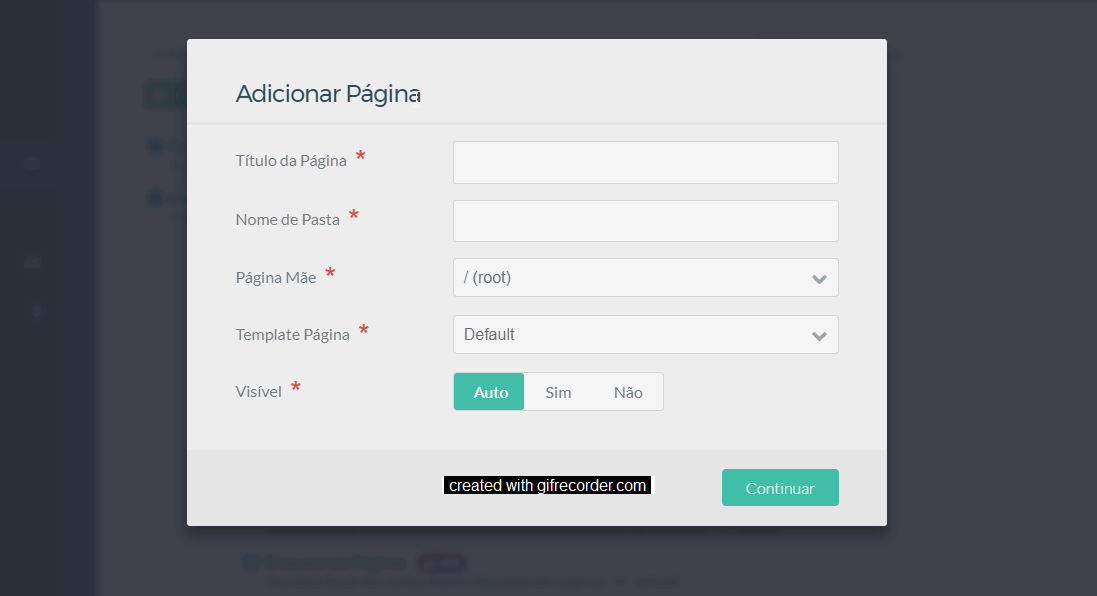 Adicionar Página
Título da Página *
Nome de Pasta *
Página Mãe *
/ (root)
Template Página *
Default
Visível *
Auto Sim Não
created with gifrecorder.com
Continuar